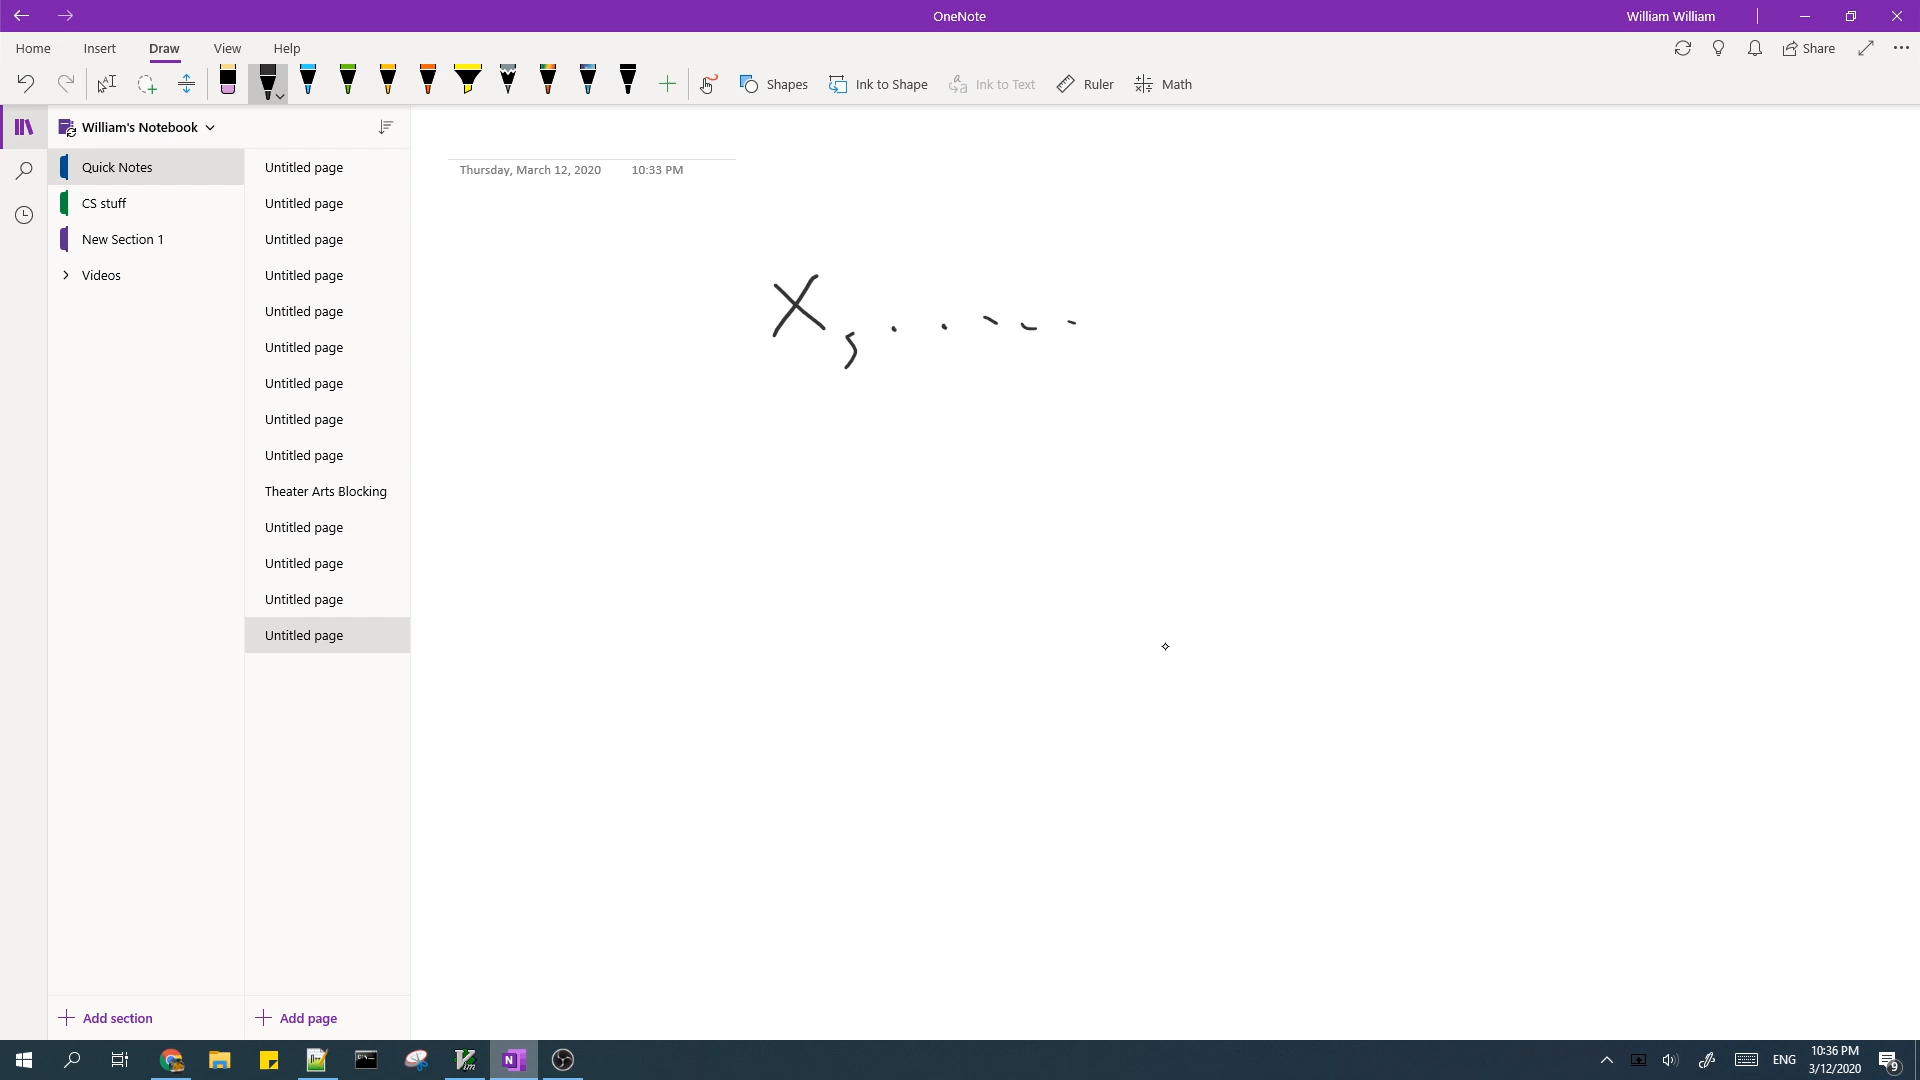 OneNote
William William
Home Insert Draw View Help
Share
Shapes Ink to Shape Ink to Text Ruler Math
William's Notebook
Quick Notes
CS stuff
New Section 1
Videos
Untitled page
Untitled page
Untitled page
Untitled page
Untitled page
Untitled page
Untitled page
Untitled page
Untitled page
Theater Arts Blocking
Untitled page
Untitled page
Untitled page
Untitled page
Thursday, March 12, 2020 10:33 PM
X, . . - - -
Add section
Add page
ENG
10:36 PM
3/12/2020
9